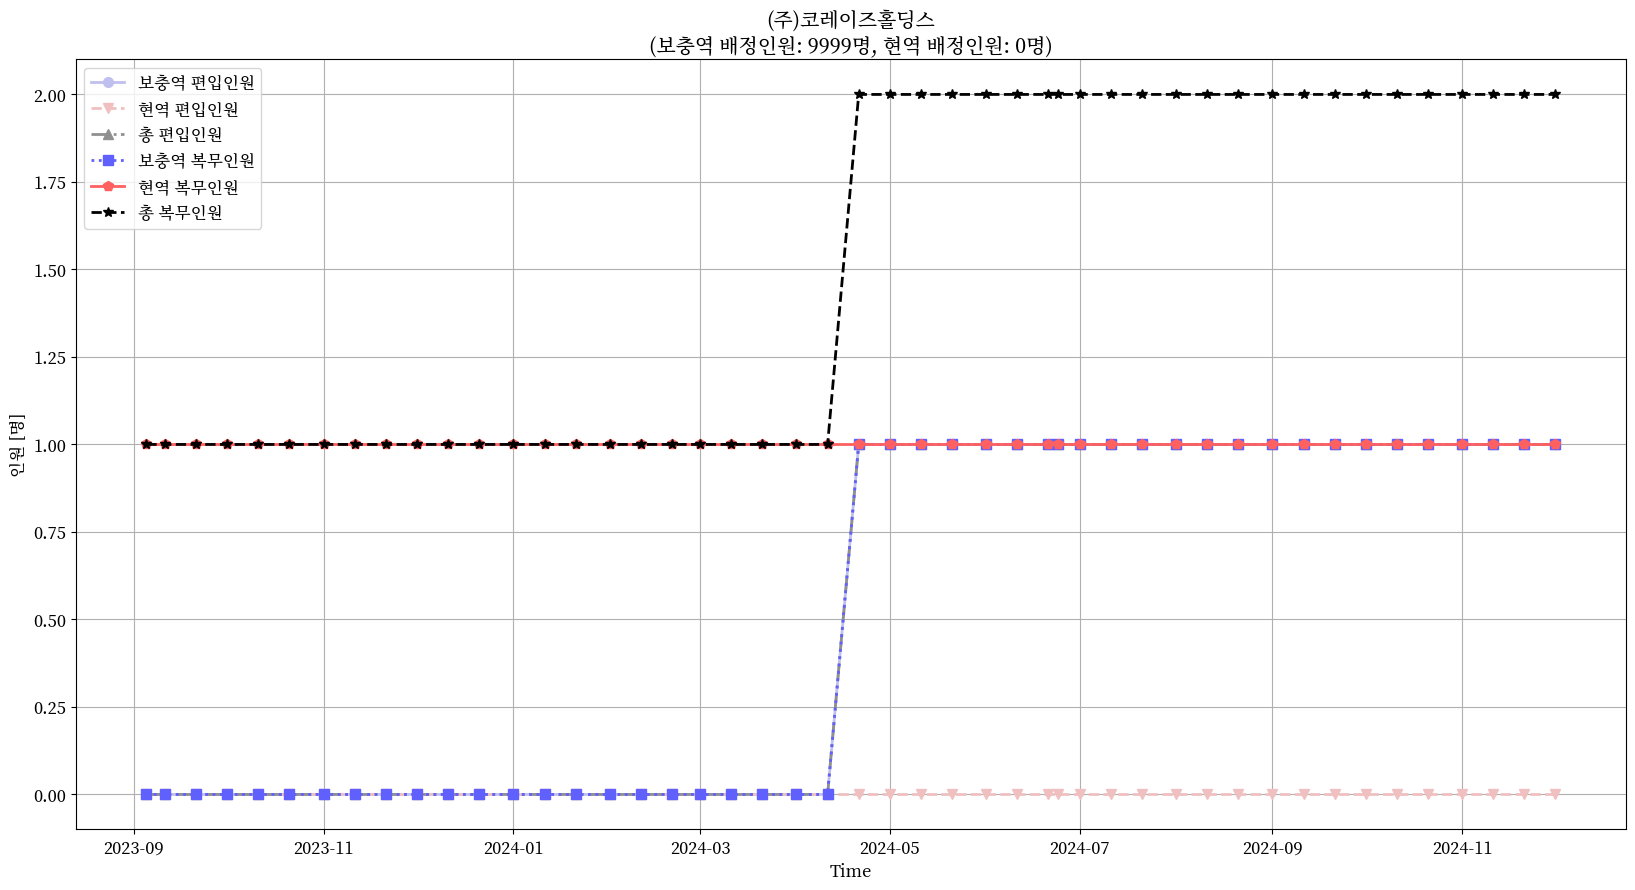 (주)코레이즈홀딩스
(보충역 배정인원: 9999명, 현역 배정인원: 0명)
보충역 편입인원
현역 편입인원
총 편입인원
보충역 복무인원
현역 복무인원
총 복무인원
2.00
1.75
1.50
1.25
1.00
0.75
0.50
0.25
0.00
인원 [명]
2023-09 2023-11 2024-01 2024-03 2024-05 2024-07 2024-09 2024-11
Time